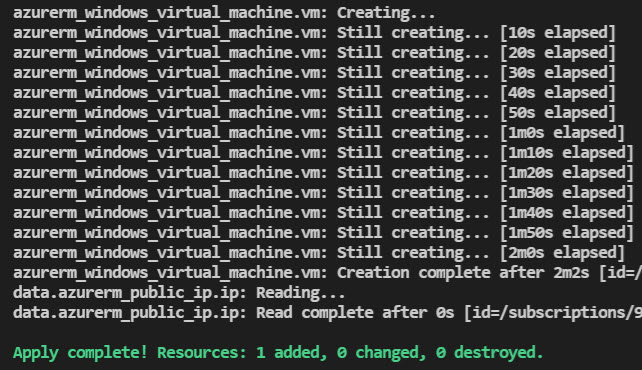 azurerm_windows_virtual_machine.vm: Creating...
azurerm_windows_virtual_machine.vm: Still creating... [10s elapsed]
azurerm_windows_virtual_machine.vm: Still creating... [20s elapsed]
azurerm_windows_virtual_machine.vm: Still creating... [30s elapsed]
azurerm_windows_virtual_machine.vm: Still creating... [40s elapsed]
azurerm_windows_virtual_machine.vm: Still creating... [50s elapsed]
azurerm_windows_virtual_machine.vm: Still creating... [1m0s elapsed]
azurerm_windows_virtual_machine.vm: Still creating... [1m10s elapsed]
azurerm_windows_virtual_machine.vm: Still creating... [1m20s elapsed]
azurerm_windows_virtual_machine.vm: Still creating... [1m30s elapsed]
azurerm_windows_virtual_machine.vm: Still creating... [1m40s elapsed]
azurerm_windows_virtual_machine.vm: Still creating... [1m50s elapsed]
azurerm_windows_virtual_machine.vm: Still creating... [2m0s elapsed]
azurerm_windows_virtual_machine.vm: Creation complete after 2m2s [id=/
data.azurerm_public_ip.ip: Reading...
data.azurerm_public_ip.ip: Read complete after 0s [id=/subscriptions/9
Apply complete! Resources: 1 added, 0 changed, 0 destroyed.